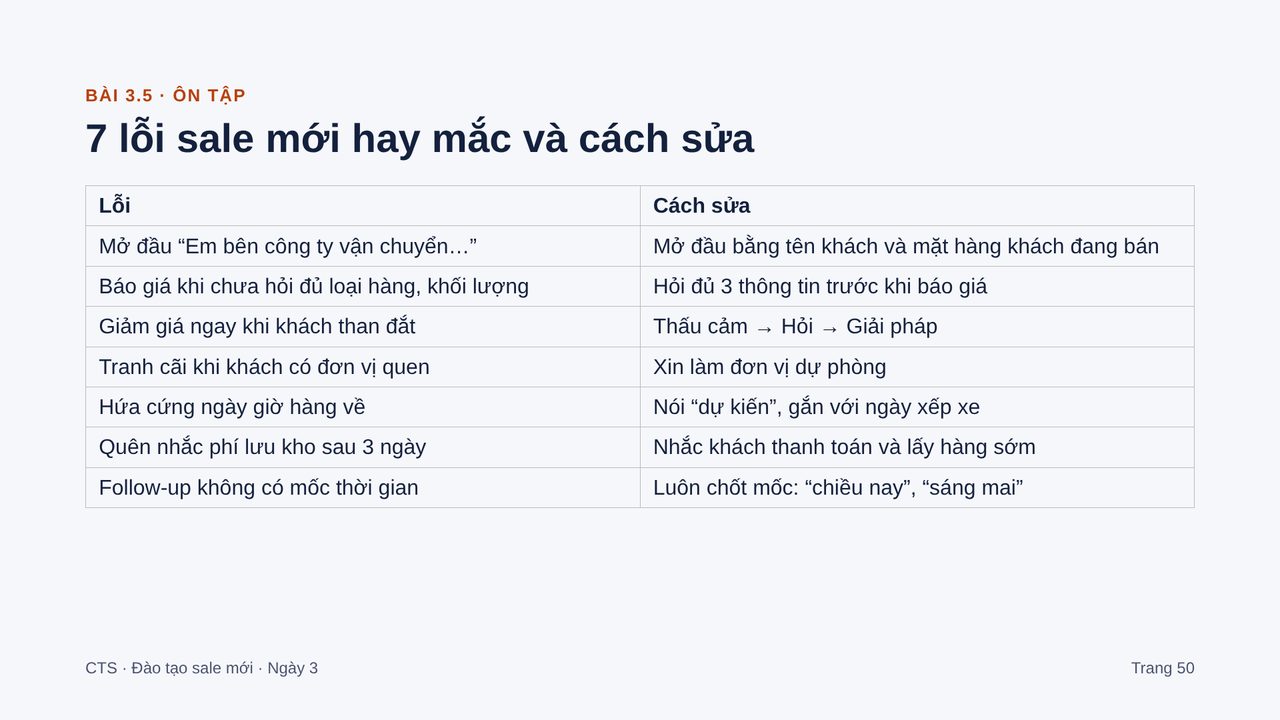 BÀI 3.5 · ÔN TẬP
7 lỗi sale mới hay mắc và cách sửa
Lỗi | Cách sửa
Mở đầu “Em bên công ty vận chuyển…” | Mở đầu bằng tên khách và mặt hàng khách đang bán
Báo giá khi chưa hỏi đủ loại hàng, khối lượng | Hỏi đủ 3 thông tin trước khi báo giá
Giảm giá ngay khi khách than đắt | Thấu cảm → Hỏi → Giải pháp
Tranh cãi khi khách có đơn vị quen | Xin làm đơn vị dự phòng
Hứa cứng ngày giờ hàng về | Nói “dự kiến”, gắn với ngày xếp xe
Quên nhắc phí lưu kho sau 3 ngày | Nhắc khách thanh toán và lấy hàng sớm
Follow-up không có mốc thời gian | Luôn chốt mốc: “chiều nay”, “sáng mai”
CTS · Đào tạo sale mới · Ngày 3
Trang 50